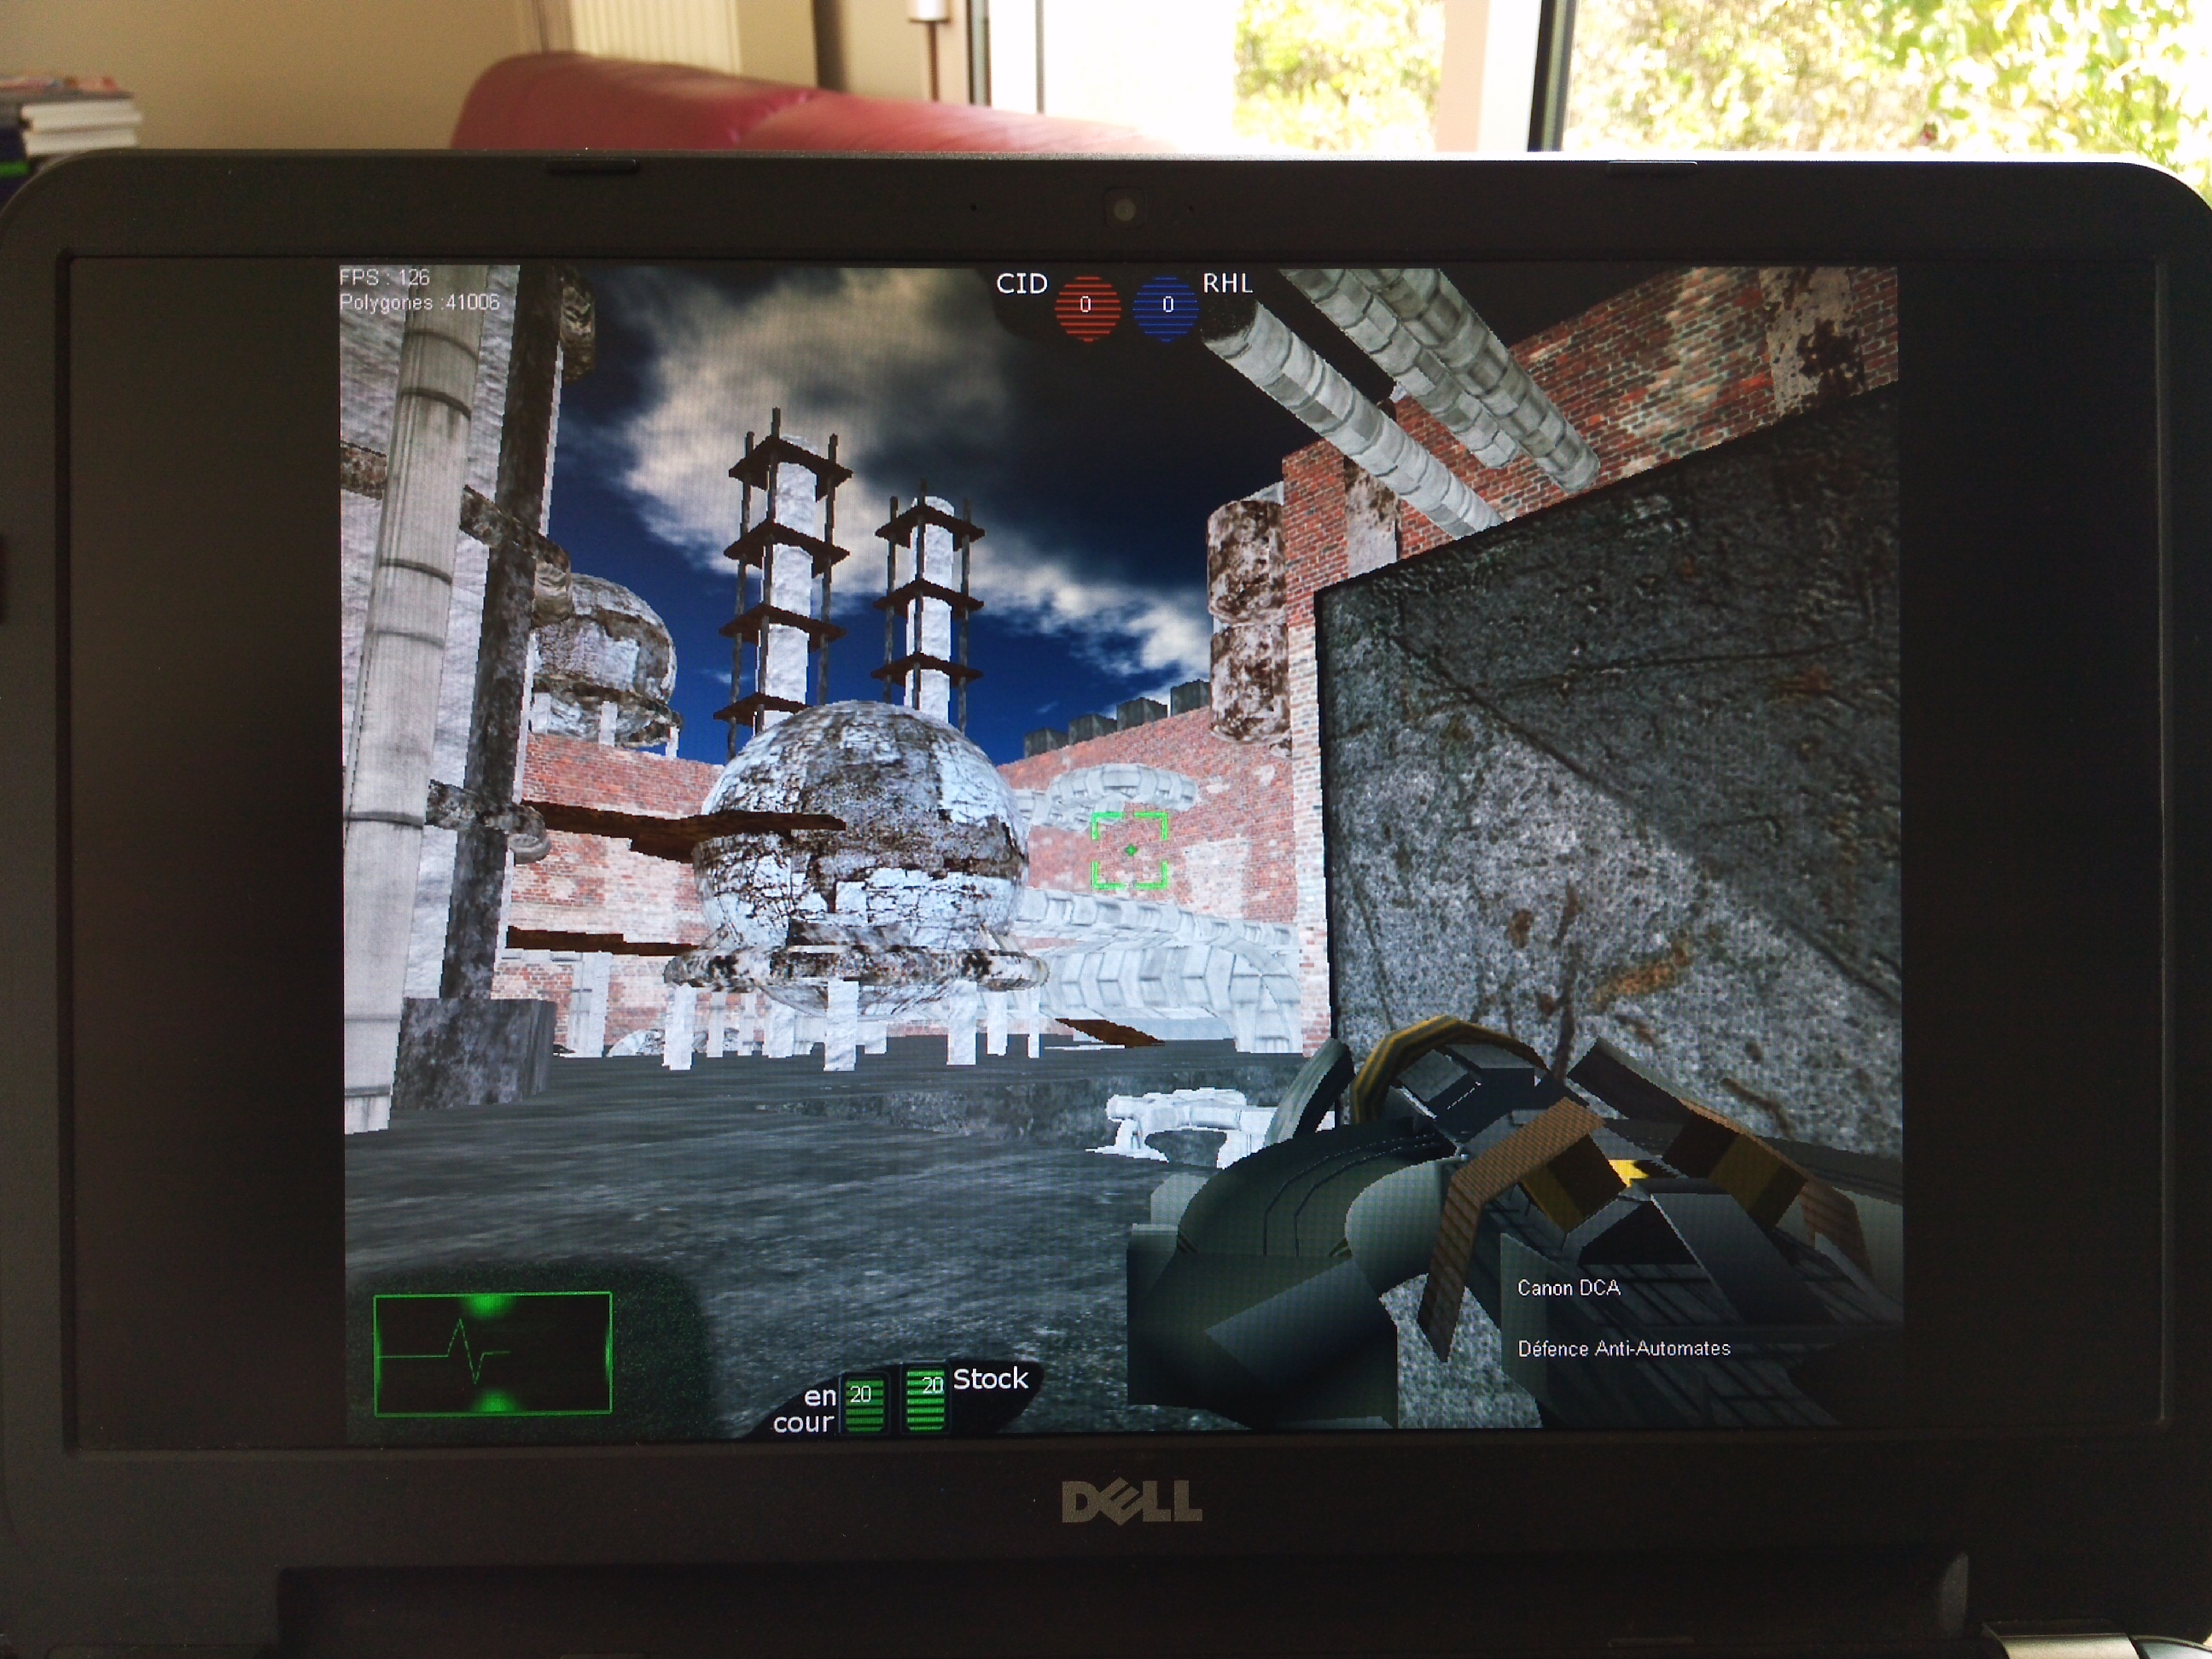 FPS : 126
Polygones :41006
CID 0 0 RHL
Canon DCA
Défence Anti-Automates
en cour 20 20 Stock
DELL